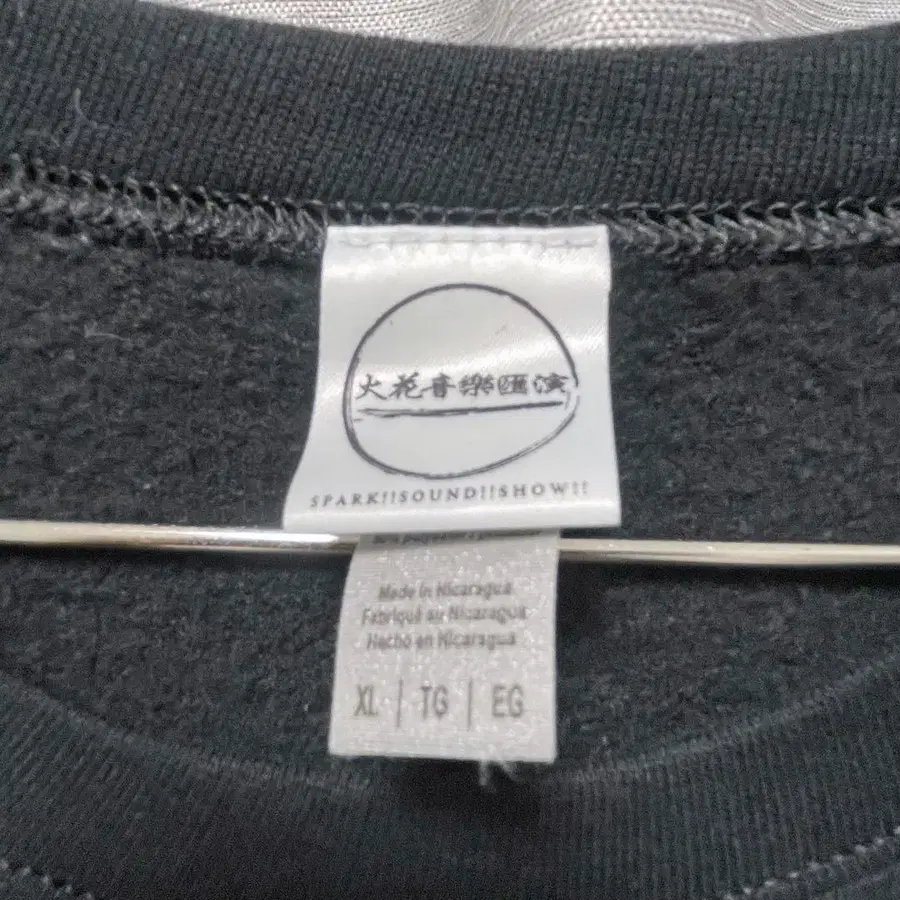 火花音樂匯演
SPARK!!SOUND!!SHOW!!
Made in Nicaragua
Fabriqué au Nicaragua
Hecho en Nicaragua
XL | TG | EG